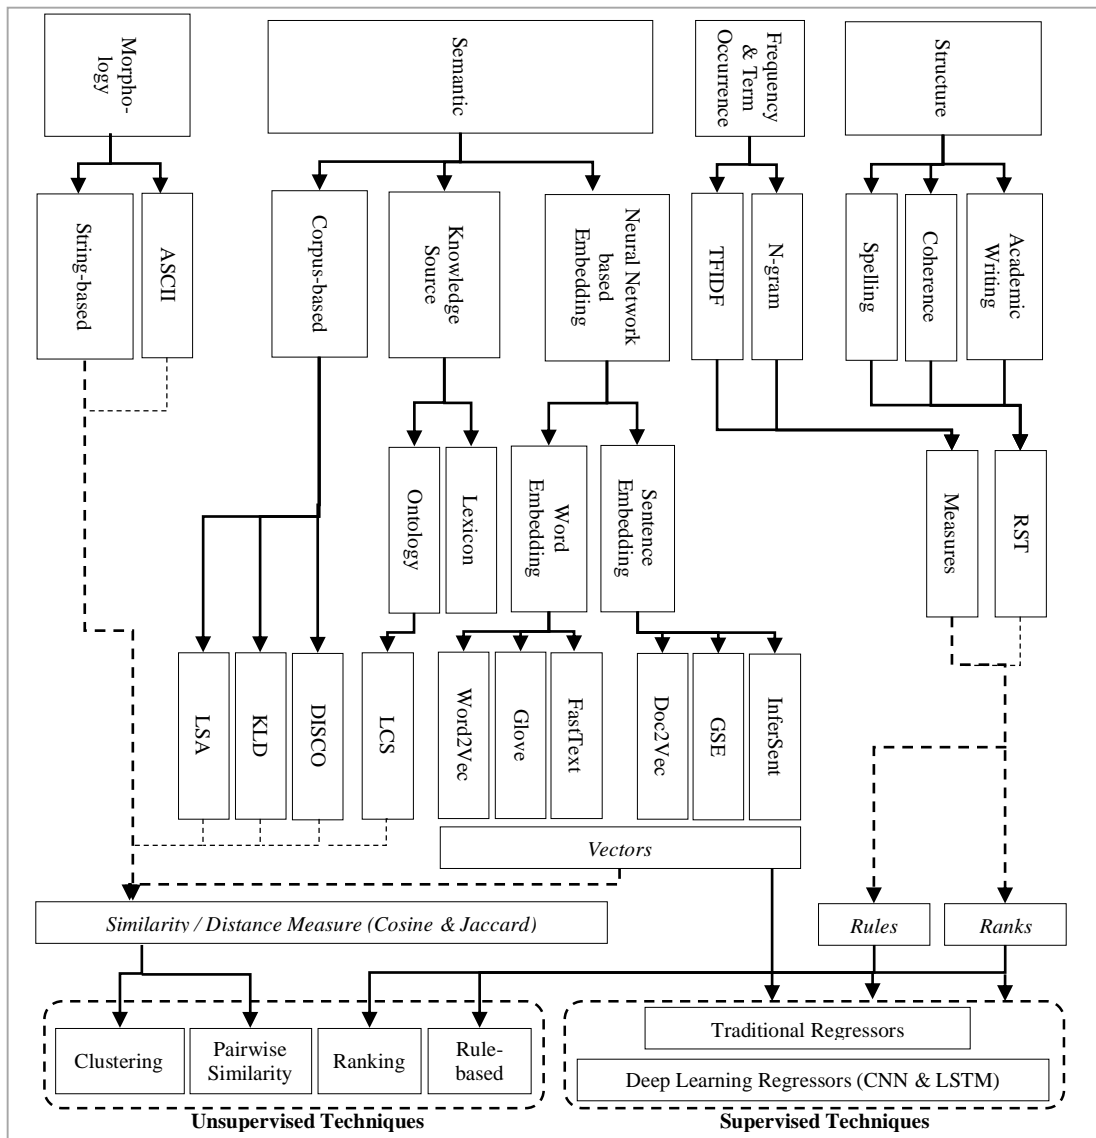 Morpho-
logy
Semantic
Frequency
& Term
Occurrence
Structure
String-based
ASCII
Corpus-based
Knowledge
Source
Neural Network
based
Embedding
TFIDF
N-gram
Spelling
Coherence
Academic
Writing
Ontology
Lexicon
Word
Embedding
Sentence
Embedding
Measures
RST
LSA
KLD
DISCO
LCS
Word2Vec
Glove
FastText
Doc2Vec
GSE
InferSent
Vectors
Similarity / Distance Measure (Cosine & Jaccard)
Rules
Ranks
Clustering
Pairwise
Similarity
Ranking
Rule-
based
Traditional Regressors
Deep Learning Regressors (CNN & LSTM)
Unsupervised Techniques
Supervised Techniques